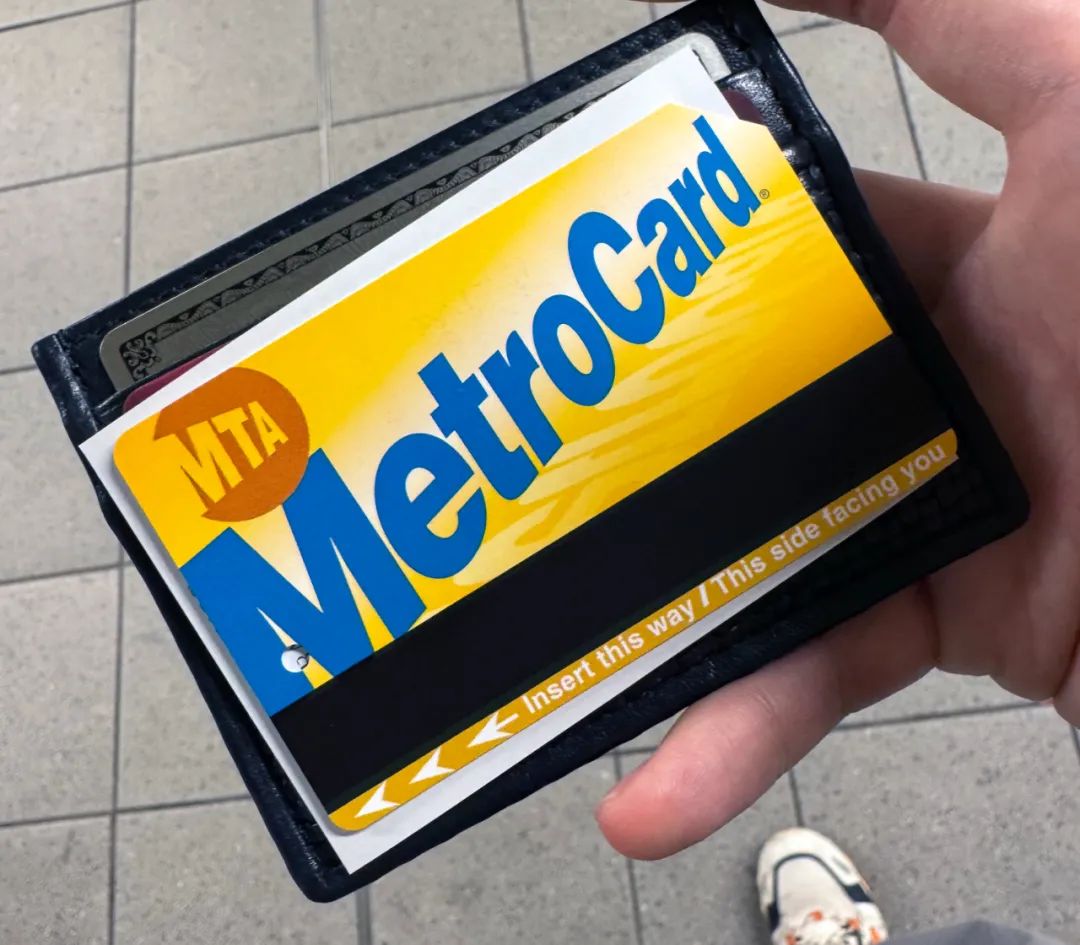 MTA
MetroCard®
Insert this way / This side facing you